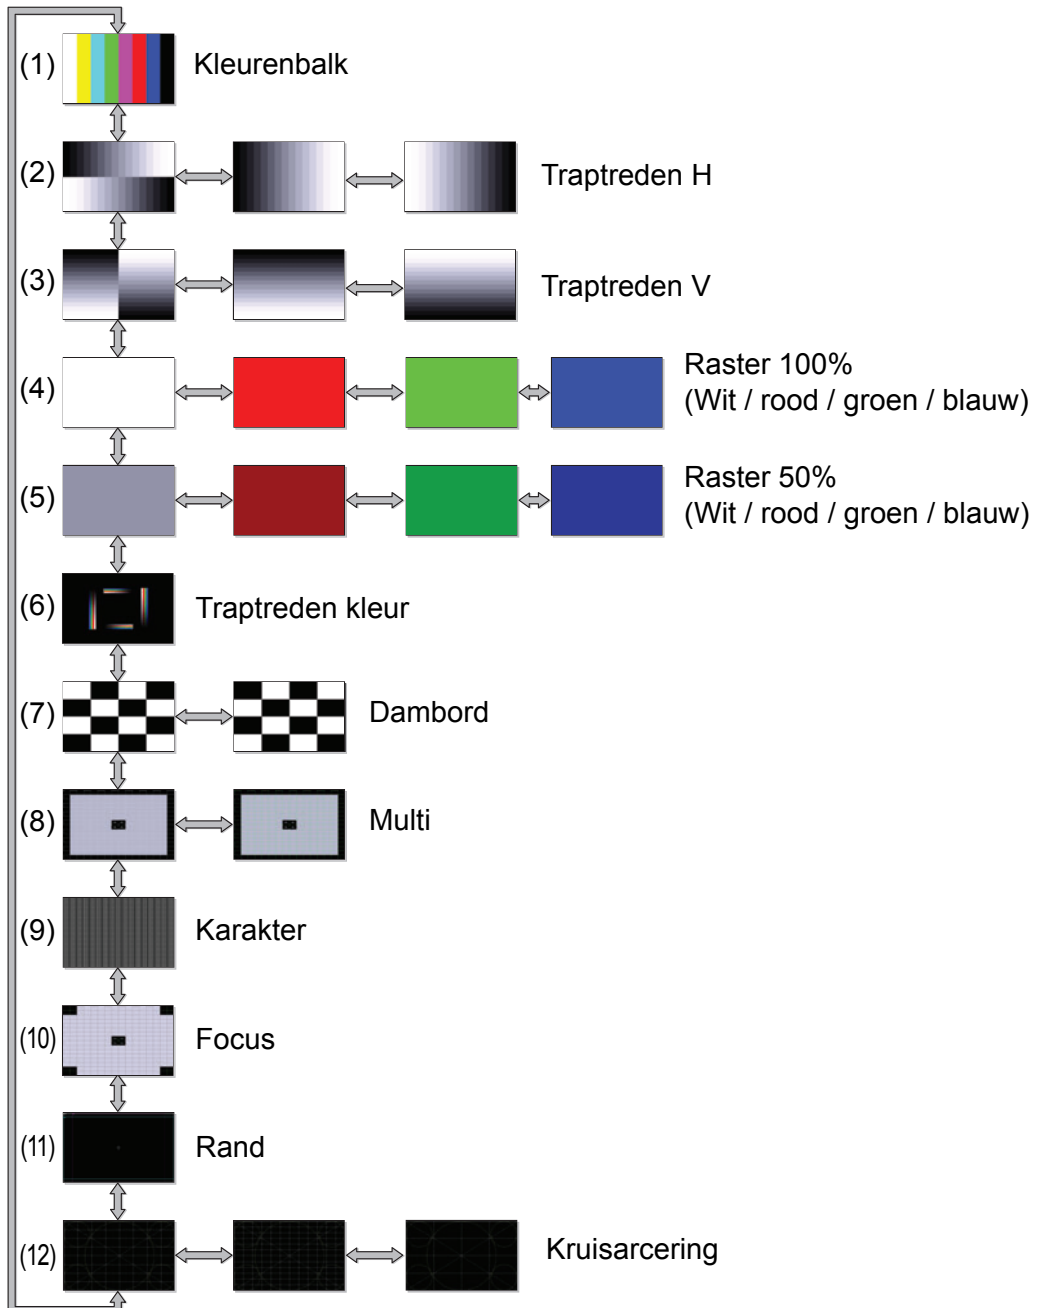 (1) Kleurenbalk
(2) Traptreden H
(3) Traptreden V
(4) Raster 100%
(Wit / rood / groen / blauw)
(5) Raster 50%
(Wit / rood / groen / blauw)
(6) Traptreden kleur
(7) Dambord
(8) Multi
(9) Karakter
(10) Focus
(11) Rand
(12) Kruisarcering